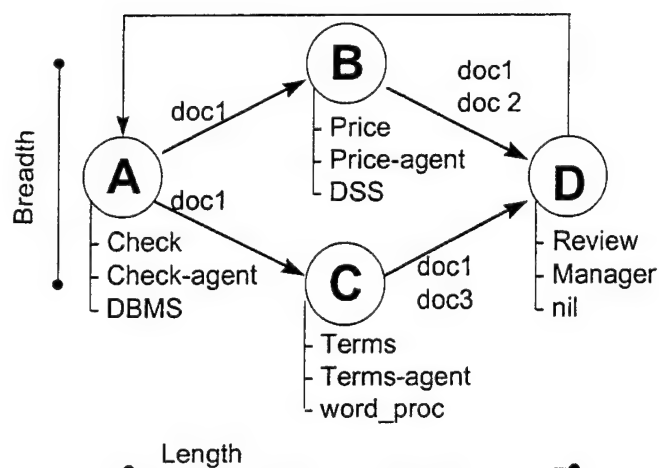 B
doc1
doc 2
doc1
Price
Price-agent
DSS
Breadth
A
D
doc1
Check
Check-agent
DBMS
Review
Manager
nil
C
doc1
doc3
Terms
Terms-agent
word_proc
Length